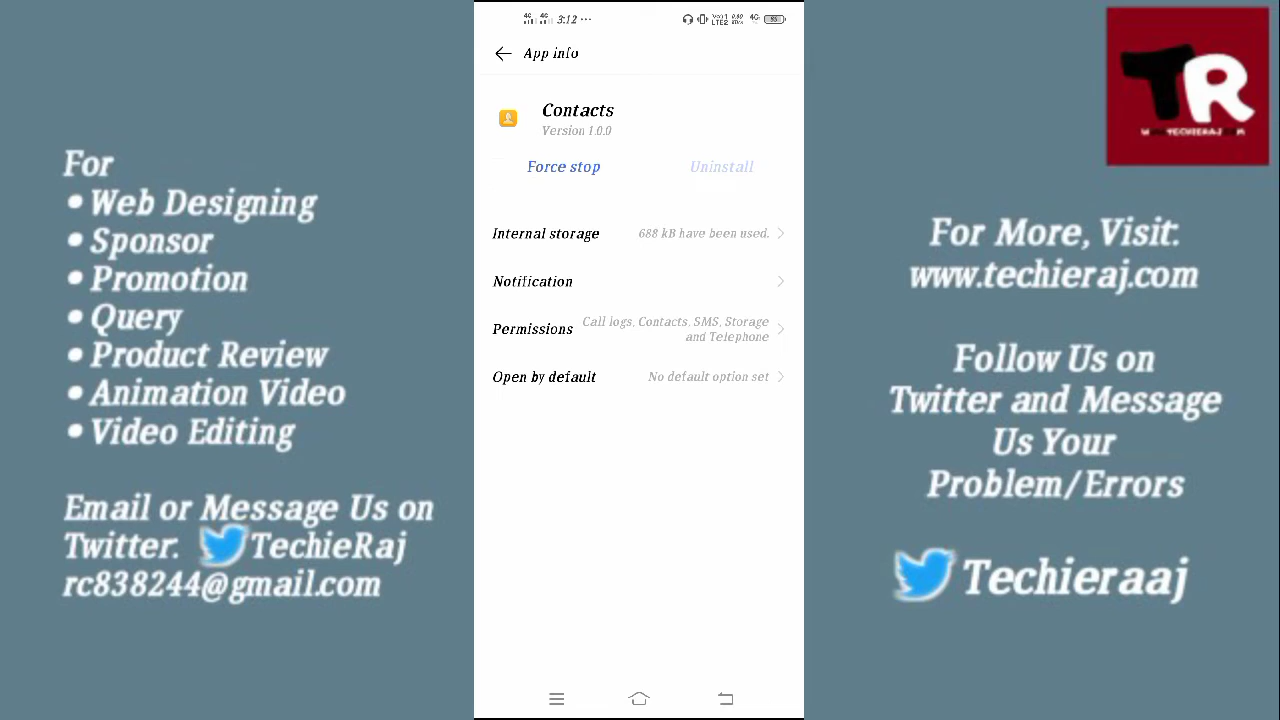 For
• Web Designing
• Sponsor
• Promotion
• Query
• Product Review
• Animation Video
• Video Editing
Email or Message Us on
Twitter. TechieRaj
rc838244@gmail.com
4G 4G 3:12 ···
App info
Contacts
Version 1.0.0
Force stop
Uninstall
Internal storage
688 kB have been used.
Notification
Permissions
Call logs, Contacts, SMS, Storage
and Telephone
Open by default
No default option set
TR
For More, Visit:
www.techieraj.com
Follow Us on
Twitter and Message
Us Your
Problem/Errors
Techieraaj